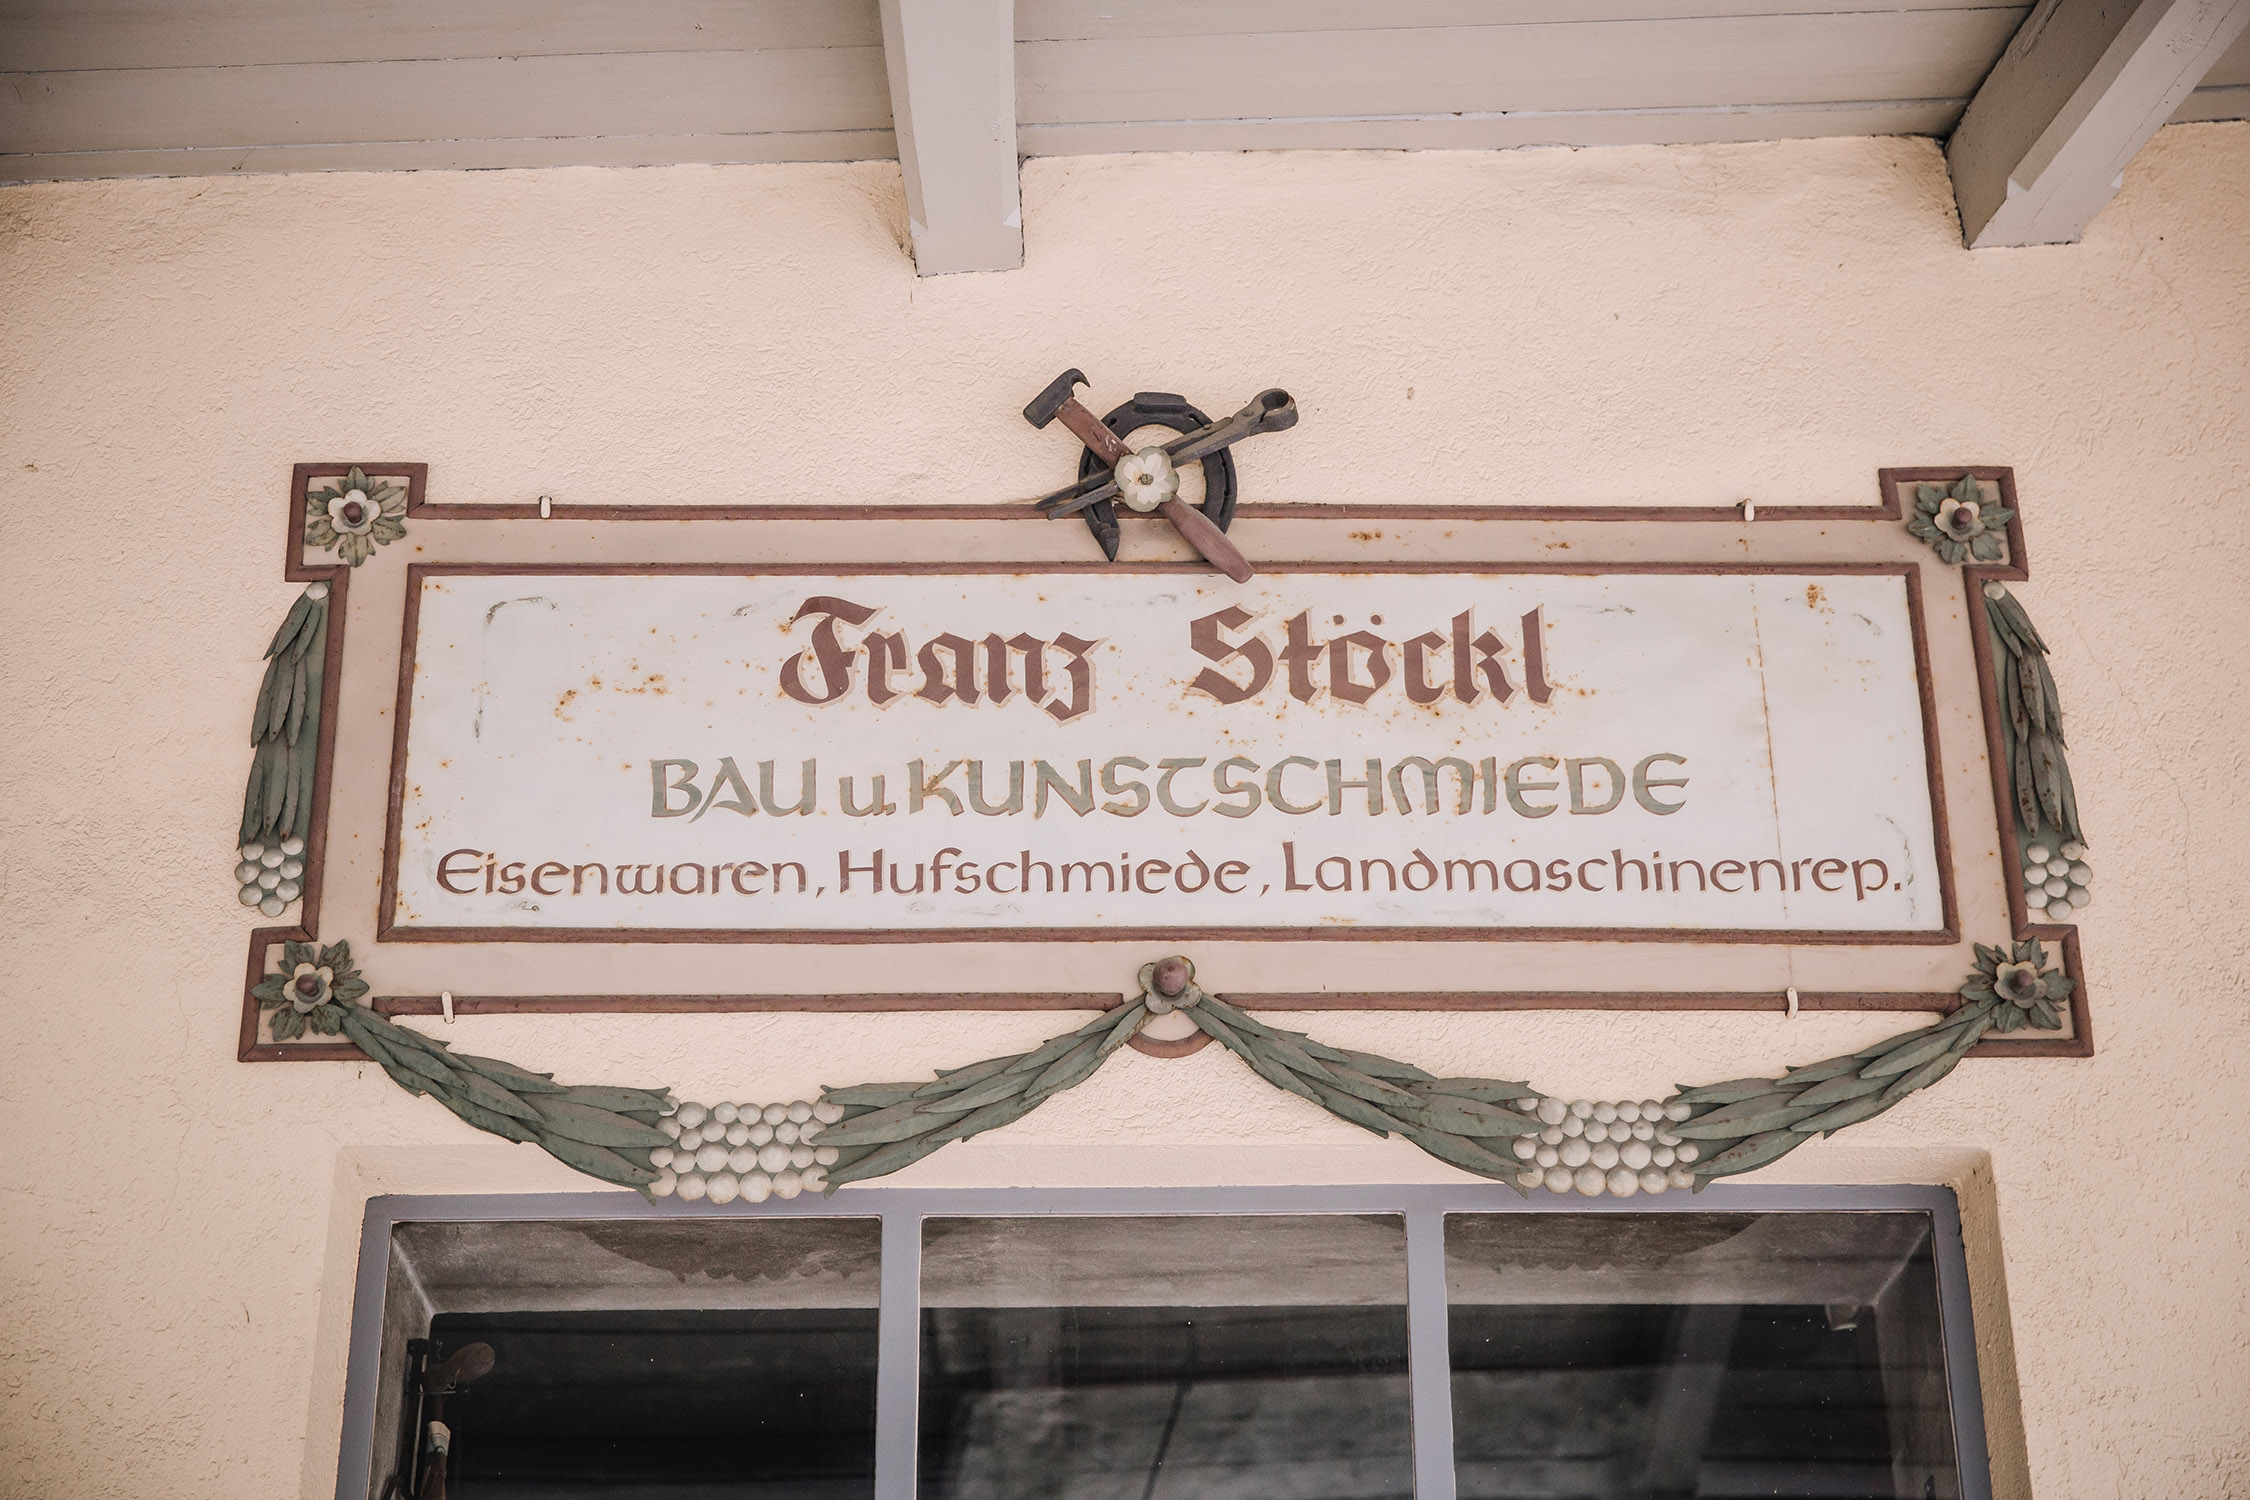 Franz Stöckl
BAU u. KUNSTSCHMIEDE
Eisenwaren, Hufschmiede, Landmaschinenrep.